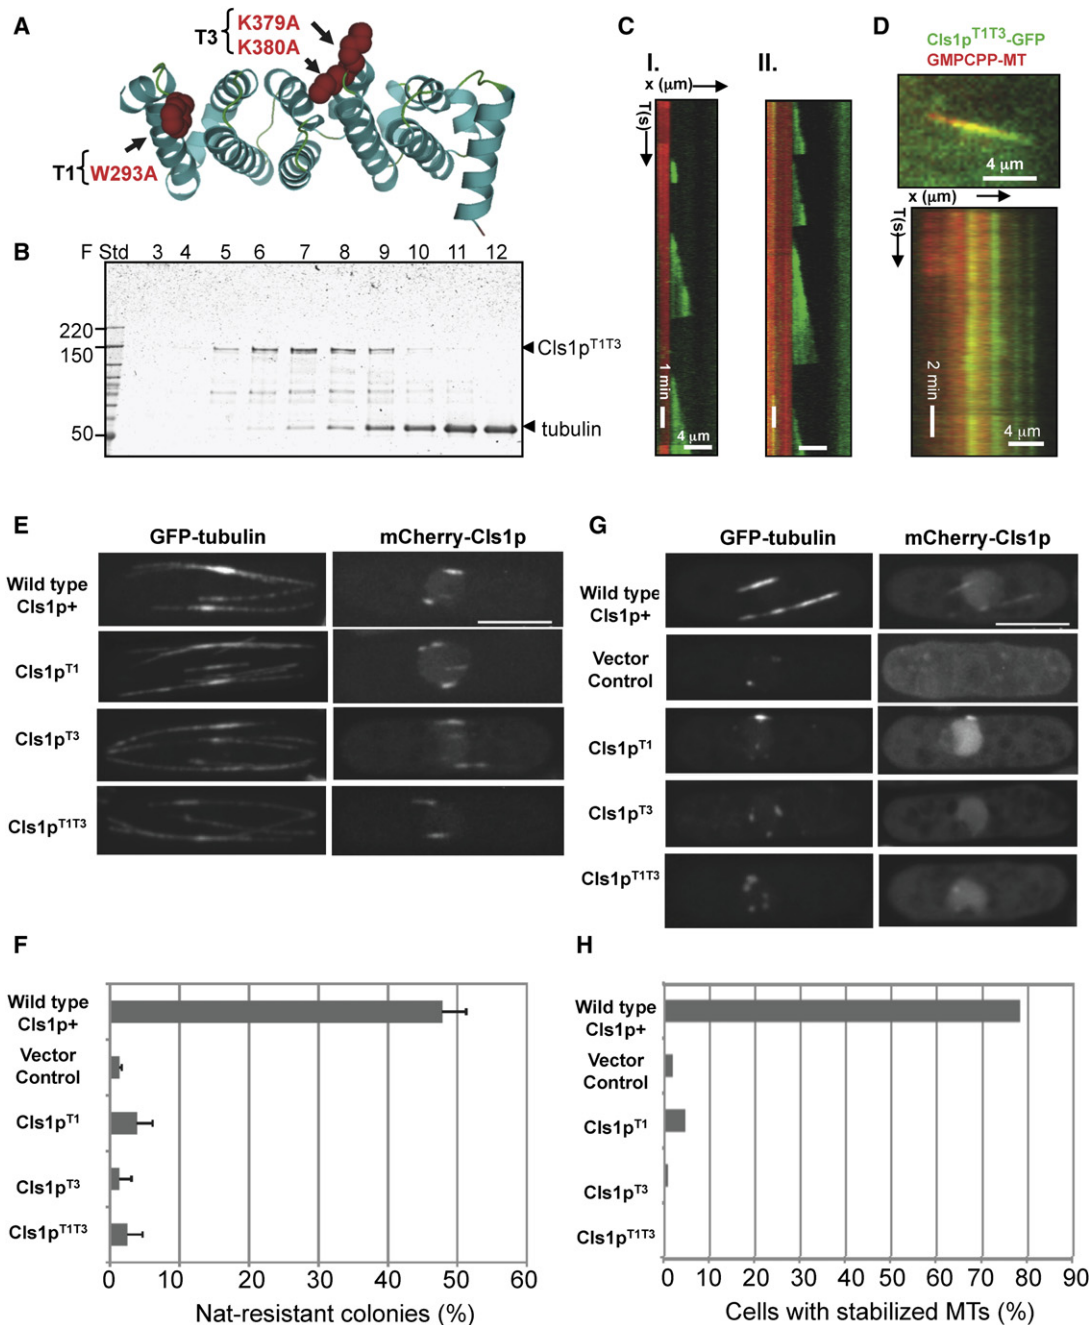 A
T3
K379A
K380A
T1
W293A
B
F Std 3 4 5 6 7 8 9 10 11 12
220
150
50
Cls1pT1T3
tubulin
C
I.
II.
x (μm)
T(s)
1 min
4 μm
D
Cls1pT1T3-GFP
GMPCPP-MT
4 μm
x (μm)
T(s)
2 min
4 μm
E
GFP-tubulin mCherry-Cls1p
Wild type
Cls1p+
Cls1pT1
Cls1pT3
Cls1pT1T3
G
GFP-tubulin mCherry-Cls1p
Wild type
Cls1p+
Vector
Control
Cls1pT1
Cls1pT3
Cls1pT1T3
F
Wild type
Cls1p+
Vector
Control
Cls1pT1
Cls1pT3
Cls1pT1T3
0 10 20 30 40 50 60
Nat-resistant colonies (%)
H
Wild type
Cls1p+
Vector
Control
Cls1pT1
Cls1pT3
Cls1pT1T3
0 10 20 30 40 50 60 70 80 90
Cells with stabilized MTs (%)